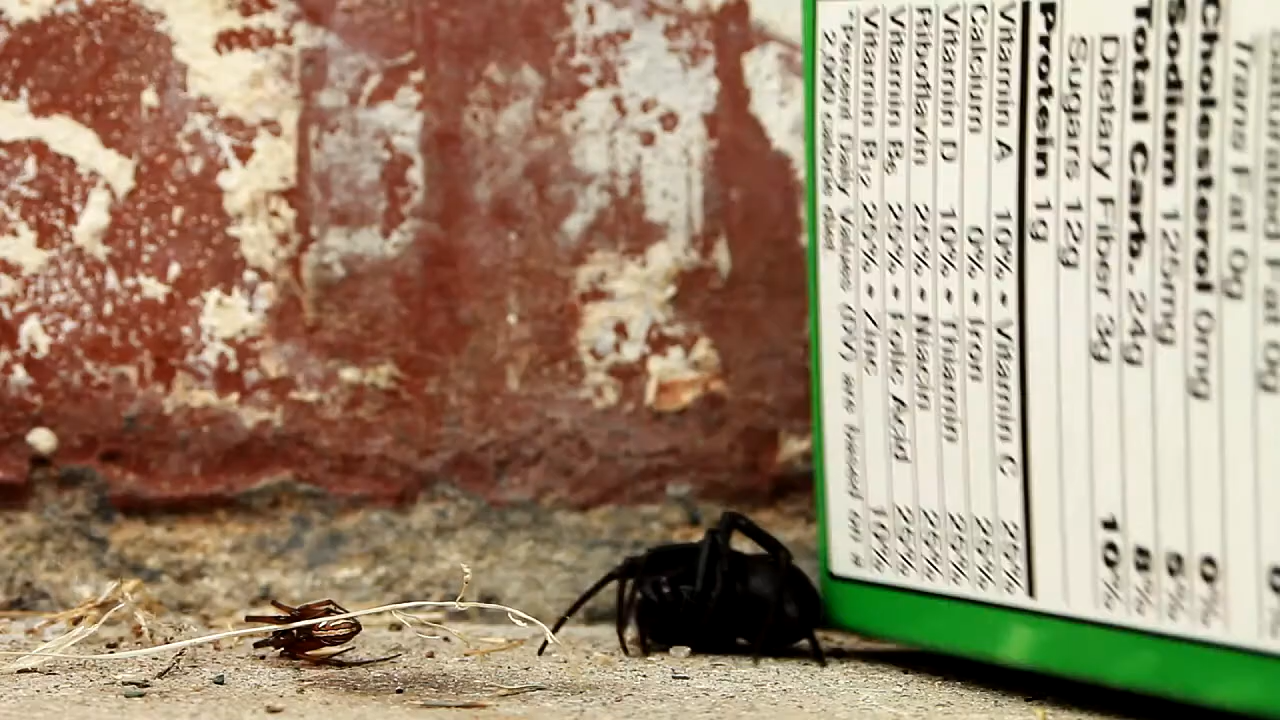 Trans Fat 0g
Cholesterol 0mg 0%
Sodium 125mg 5%
Total Carb. 24g 8%
Dietary Fiber 3g 10%
Sugars 12g
Protein 1g
Vitamin A 10% • Vitamin C 25%
Calcium 0% • Iron 25%
Vitamin D 10% • Thiamin 25%
Riboflavin 25% • Niacin 25%
Vitamin B6 25% • Folic Acid 25%
Vitamin B12 25% • Zinc 10%
*Percent Daily Values (DV) are based on a
2,000 calorie diet